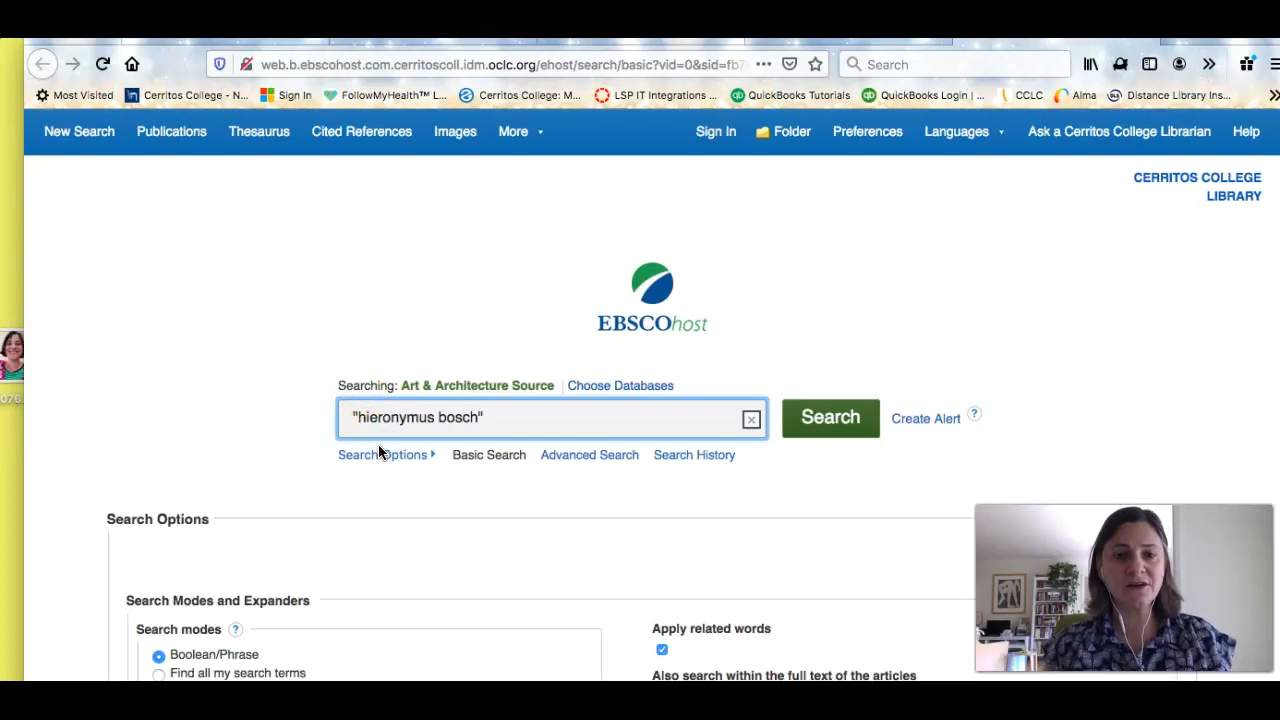 web.b.ebscohost.com.cerritoscoll.idm.oclc.org/ehost/search/basic?vid=0&sid=fb7
Search
Most Visited Cerritos College - N... Sign In FollowMyHealth™ L... Cerritos College: M... LSP IT Integrations ... QuickBooks Tutorials QuickBooks Login | ... CCLC Alma Distance Library Ins...
New Search Publications Thesaurus Cited References Images More Sign In Folder Preferences Languages Ask a Cerritos College Librarian Help
CERRITOS COLLEGE
LIBRARY
EBSCOhost
Searching: Art & Architecture Source Choose Databases
"hieronymus bosch" Search Create Alert ?
Search Options Basic Search Advanced Search Search History
076.
Search Options
Search Modes and Expanders
Search modes ? Apply related words
Boolean/Phrase
Find all my search terms Also search within the full text of the articles